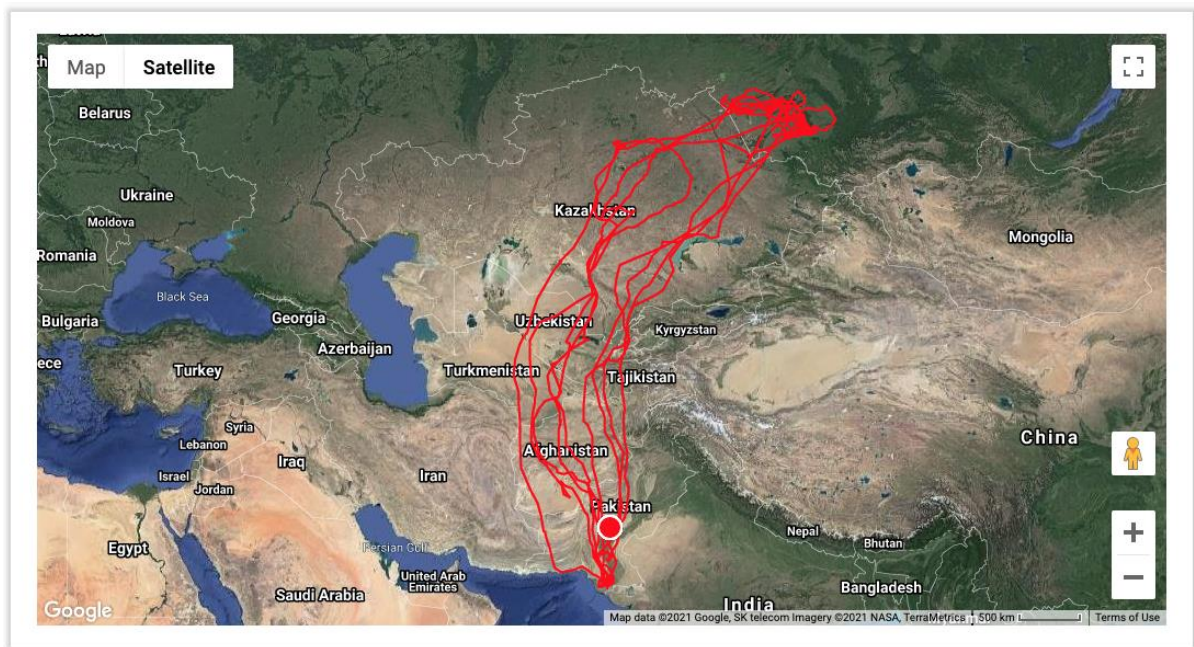 Map
Satellite
Belarus
Ukraine
Moldova
Romania
Kazakhstan
Mongolia
Black Sea
Bulgaria
Georgia
Uzbekistan
Kyrgyzstan
Azerbaijan
ece
Turkey
Turkmenistan
Tajikistan
Syria
Lebanon
Iraq
Iran
Afghanistan
China
Israel
Jordan
Pakistan
Nepal
Bhutan
Egypt
Persian Gulf
United Arab
Emirates
Saudi Arabia
Bangladesh
India
Google
Map data ©2021 Google, SK telecom Imagery ©2021 NASA, TerraMetrics
500 km
Terms of Use